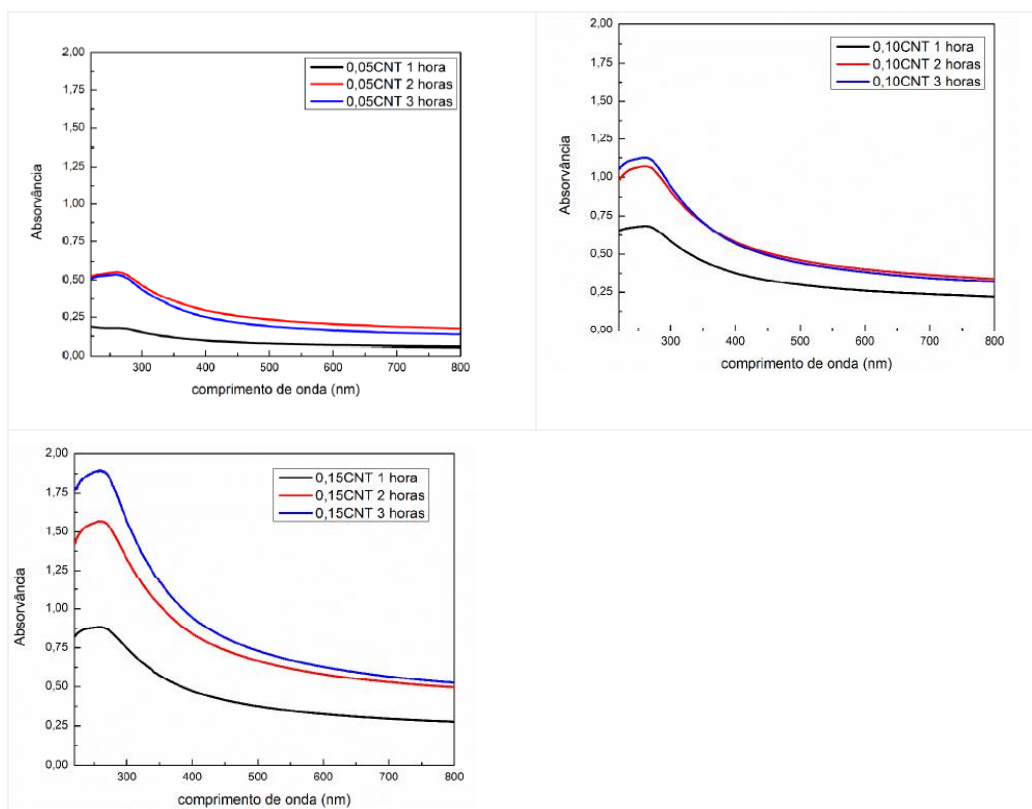 2,00
1,75
1,50
1,25
1,00
0,75
0,50
0,25
0,00
Absorvância
0,05CNT 1 hora
0,05CNT 2 horas
0,05CNT 3 horas
300 400 500 600 700 800
comprimento de onda (nm)
2,00
1,75
1,50
1,25
1,00
0,75
0,50
0,25
0,00
Absorvância
0,10CNT 1 hora
0,10CNT 2 horas
0,10CNT 3 horas
300 400 500 600 700 800
comprimento de onda (nm)
2,00
1,75
1,50
1,25
1,00
0,75
0,50
0,25
0,00
Absorvância
0,15CNT 1 hora
0,15CNT 2 horas
0,15CNT 3 horas
300 400 500 600 700 800
comprimento de onda (nm)